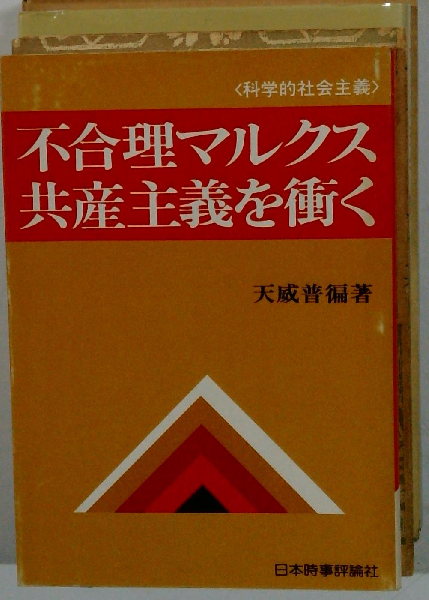 〈科学的社会主義〉
不合理マルクス
共産主義を衝く
天威普徧著
日本時事評論社